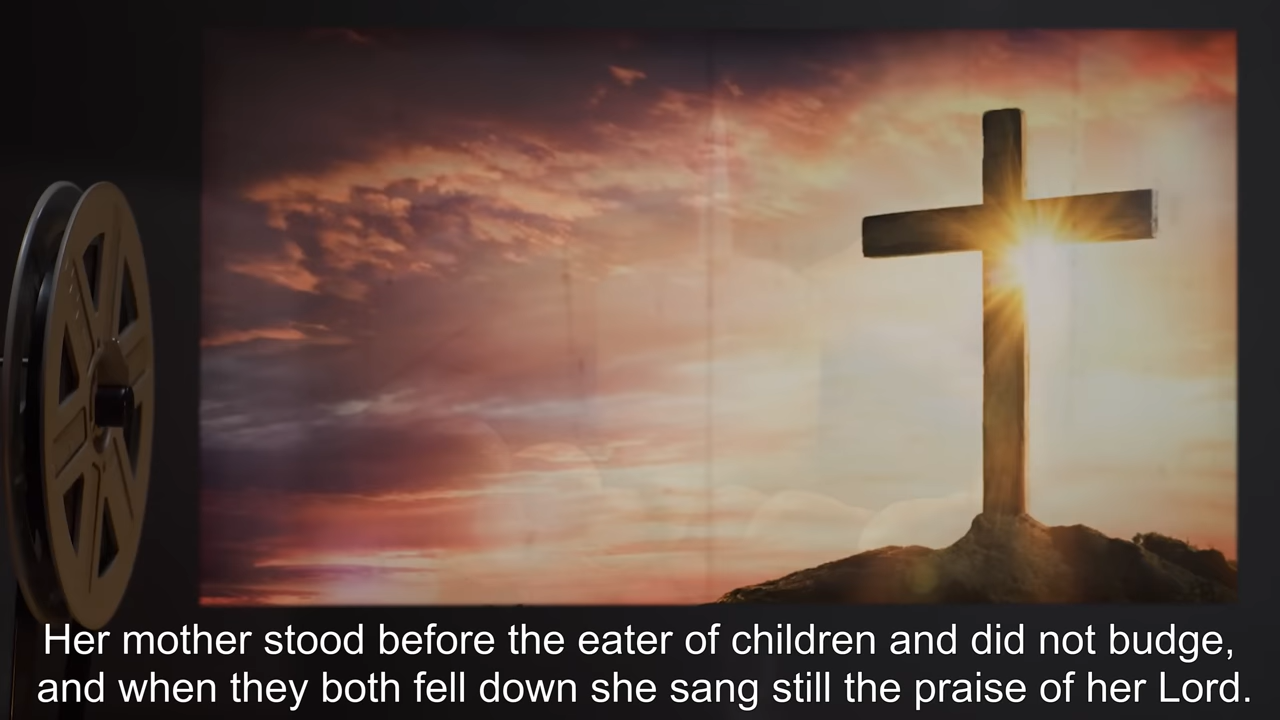 Her mother stood before the eater of children and did not budge,
and when they both fell down she sang still the praise of her Lord.